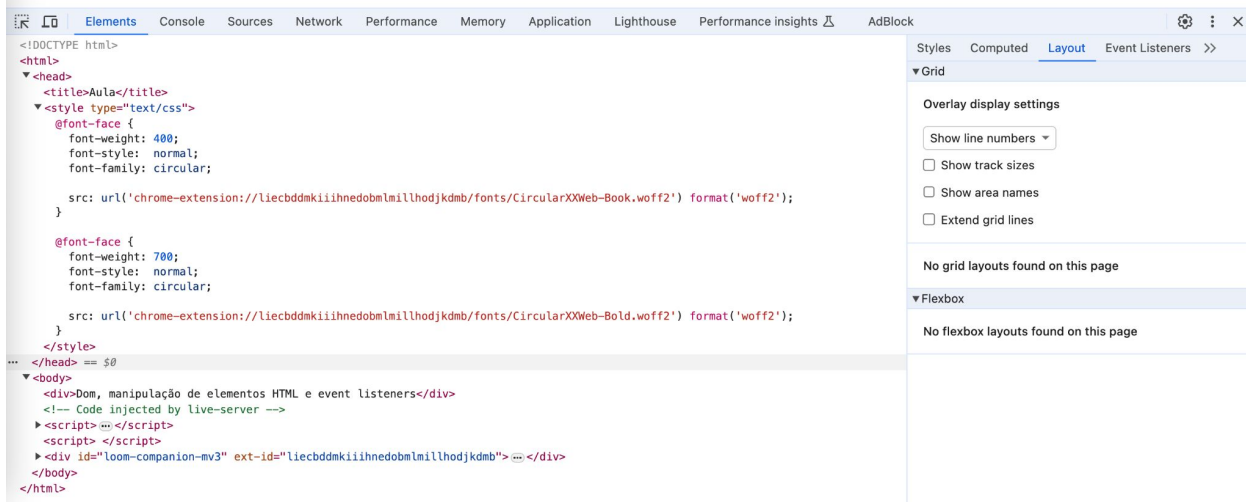 Elements Console Sources Network Performance Memory Application Lighthouse Performance insights AdBlock
<!DOCTYPE html>
<html>
<head>
<title>Aula</title>
<style type="text/css">
@font-face {
font-weight: 400;
font-style: normal;
font-family: circular;
src: url('chrome-extension://liecbddmkiiihnedobmlmillhodjkdmb/fonts/CircularXXWeb-Book.woff2') format('woff2');
}
@font-face {
font-weight: 700;
font-style: normal;
font-family: circular;
src: url('chrome-extension://liecbddmkiiihnedobmlmillhodjkdmb/fonts/CircularXXWeb-Bold.woff2') format('woff2');
}
</style>
</head> == $0
<body>
<div>Dom, manipulação de elementos HTML e event listeners</div>
<!-- Code injected by live-server -->
<script>…</script>
<script> </script>
<div id="loom-companion-mv3" ext-id="liecbddmkiiihnedobmlmillhodjkdmb">…</div>
</body>
</html>
Styles Computed Layout Event Listeners
Grid
Overlay display settings
Show line numbers
Show track sizes
Show area names
Extend grid lines
No grid layouts found on this page
Flexbox
No flexbox layouts found on this page